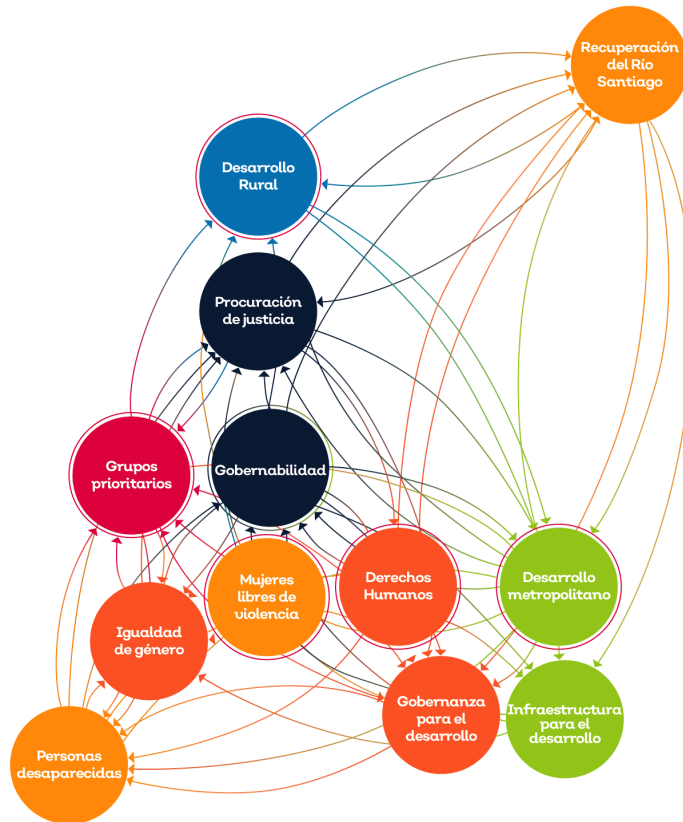 Recuperación
del Río
Santiago
Desarrollo
Rural
Procuración
de justicia
Grupos
prioritarios
Gobernabilidad
Mujeres
libres de
violencia
Derechos
Humanos
Desarrollo
metropolitano
Igualdad
de género
Gobernanza
para el
desarrollo
Infraestructura
para el
desarrollo
Personas
desaparecidas